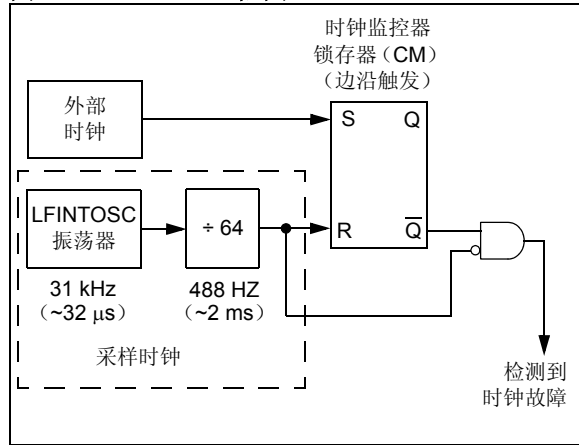 时钟监控器
锁存器（CM）
（边沿触发）
外部
时钟
S
Q
LFINTOSC
振荡器
÷ 64
R
Q̅
31 kHz
（~32 μs）
488 HZ
（~2 ms）
采样时钟
检测到
时钟故障